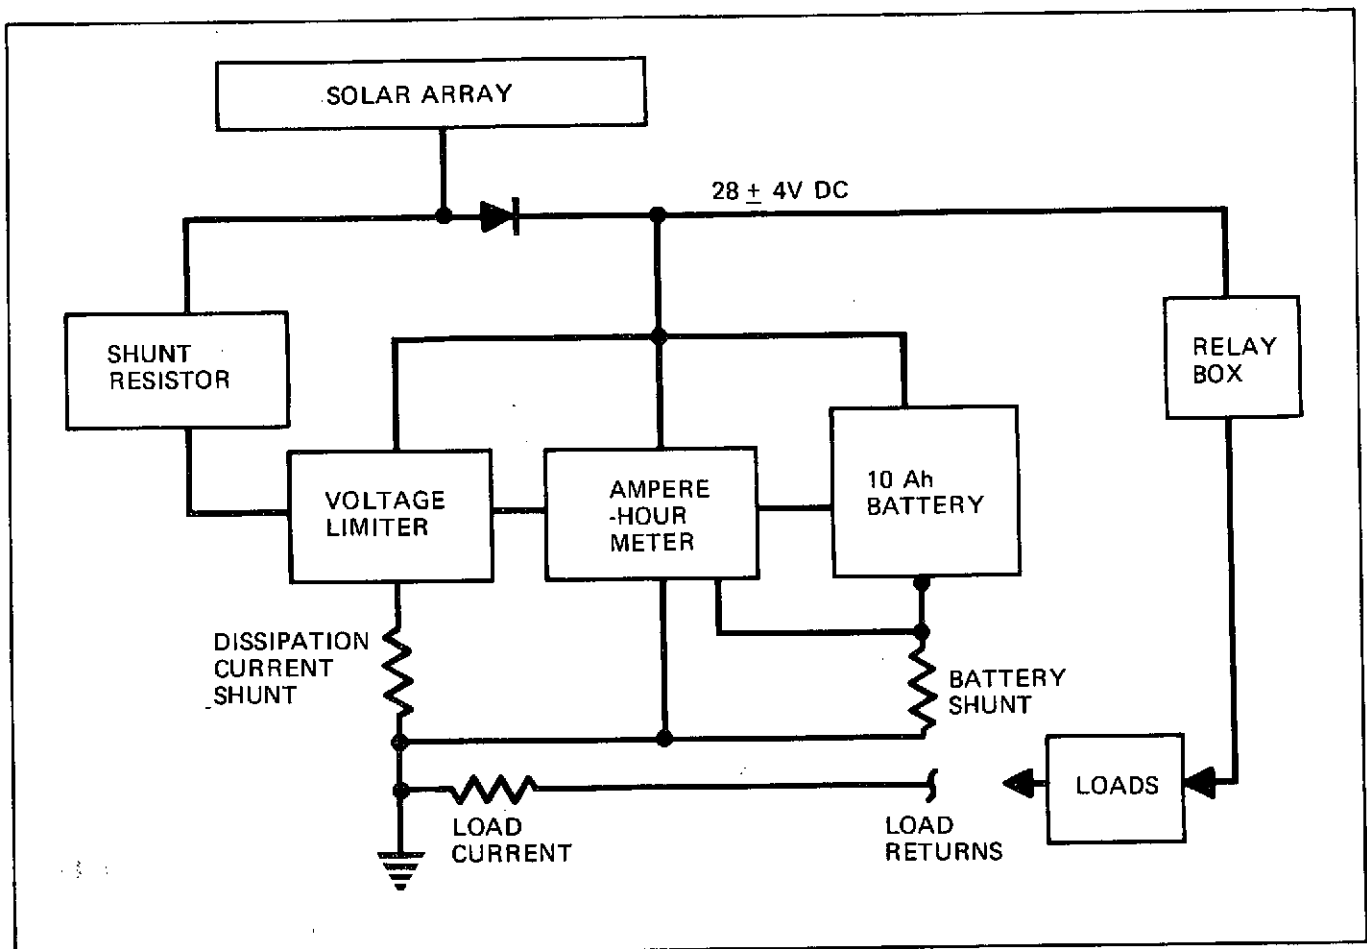 SOLAR ARRAY
28 ± 4V DC
SHUNT
RESISTOR
RELAY
BOX
VOLTAGE
LIMITER
AMPERE
-HOUR
METER
10 Ah
BATTERY
DISSIPATION
CURRENT
SHUNT
BATTERY
SHUNT
LOADS
LOAD
CURRENT
LOAD
RETURNS